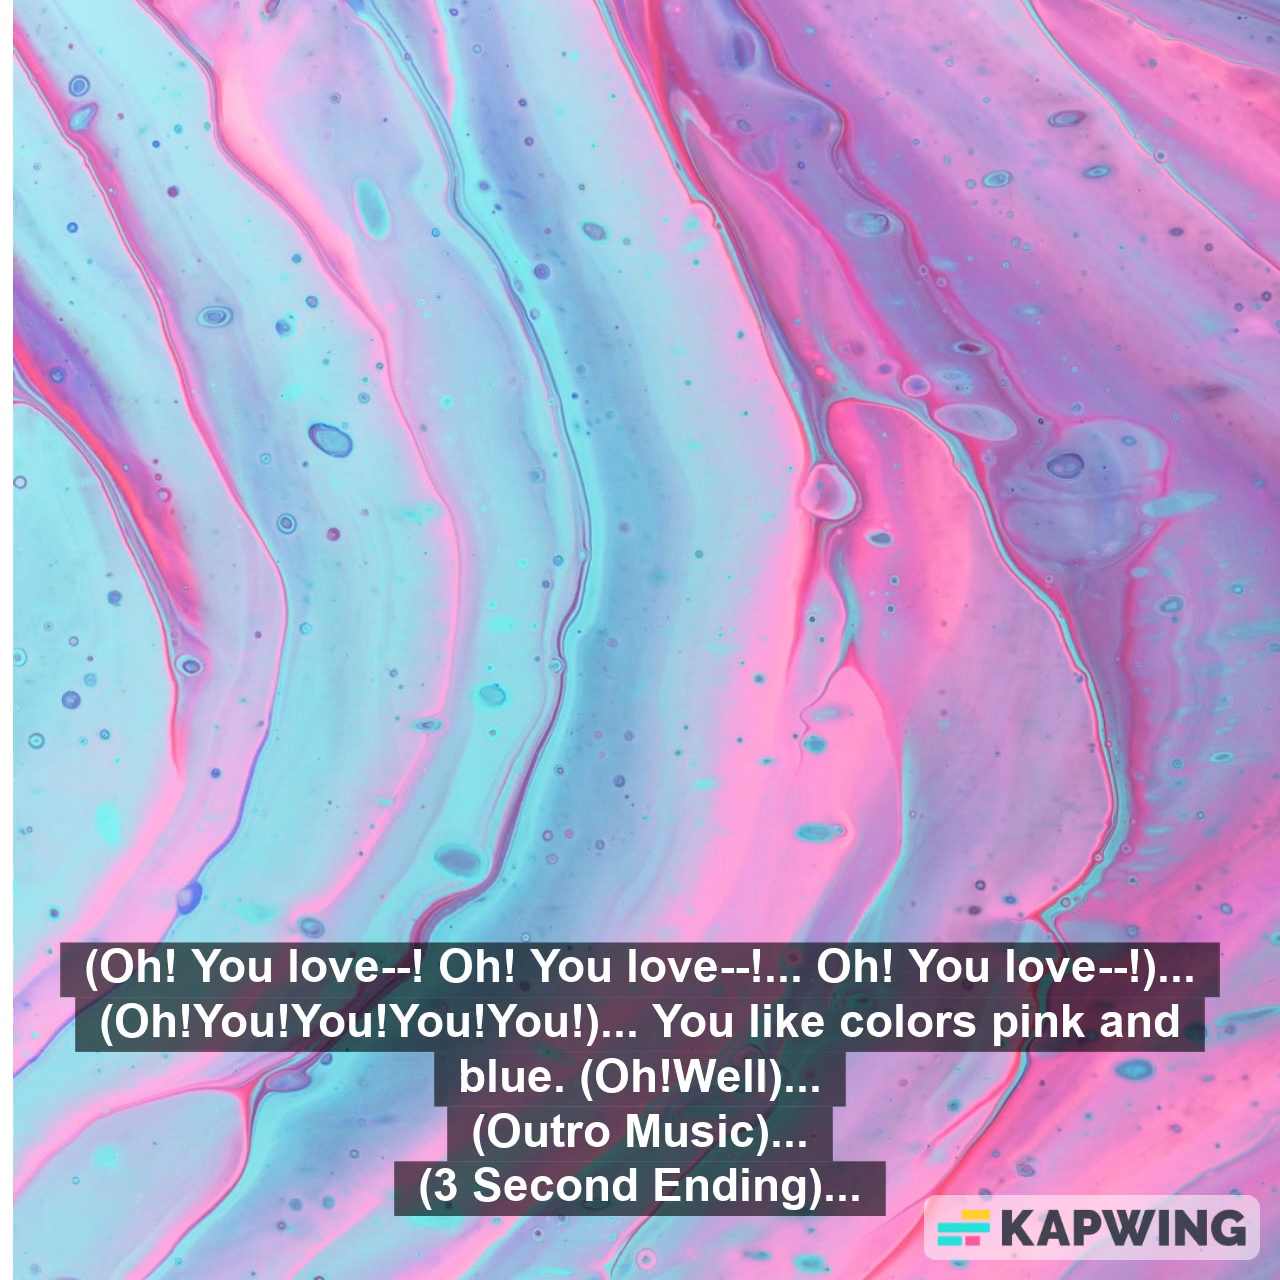 (Oh! You love--! Oh! You love--!... Oh! You love--!)...
(Oh!You!You!You!You!)... You like colors pink and
blue. (Oh!Well)...
(Outro Music)...
(3 Second Ending)...
KAPWING